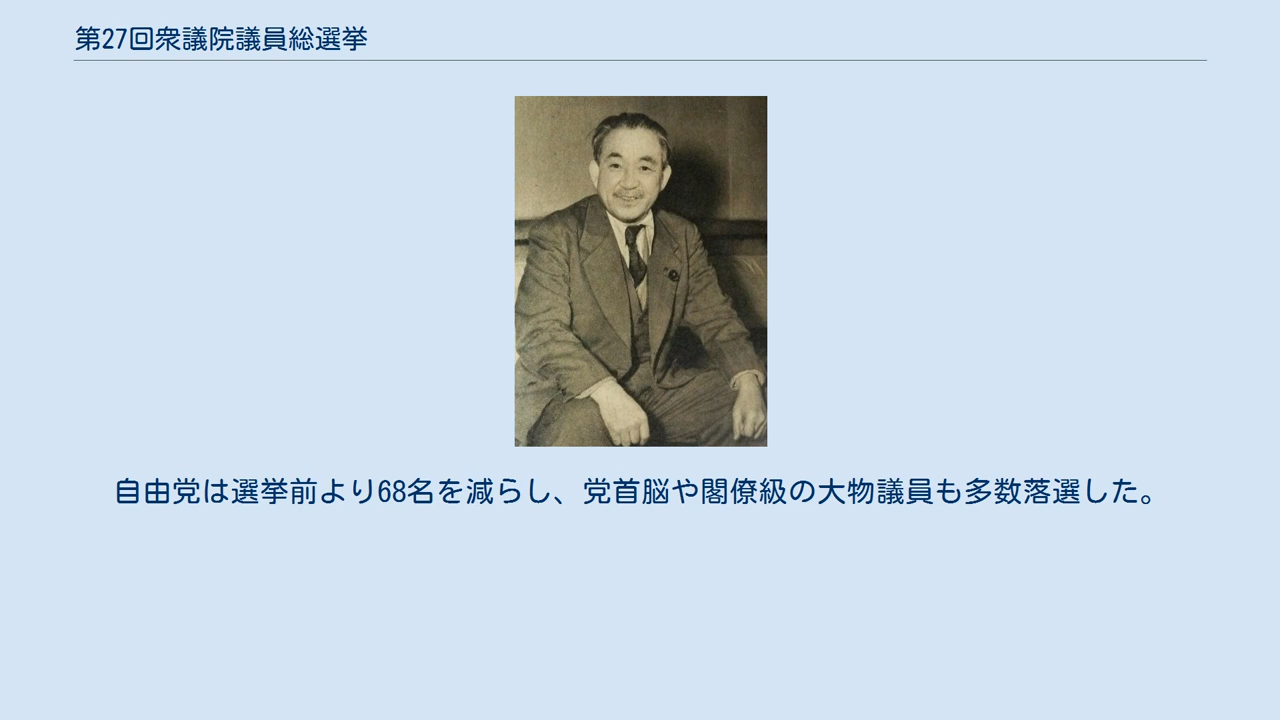 第27回衆議院議員総選挙
自由党は選挙前より68名を減らし、党首脳や閣僚級の大物議員も多数落選した。